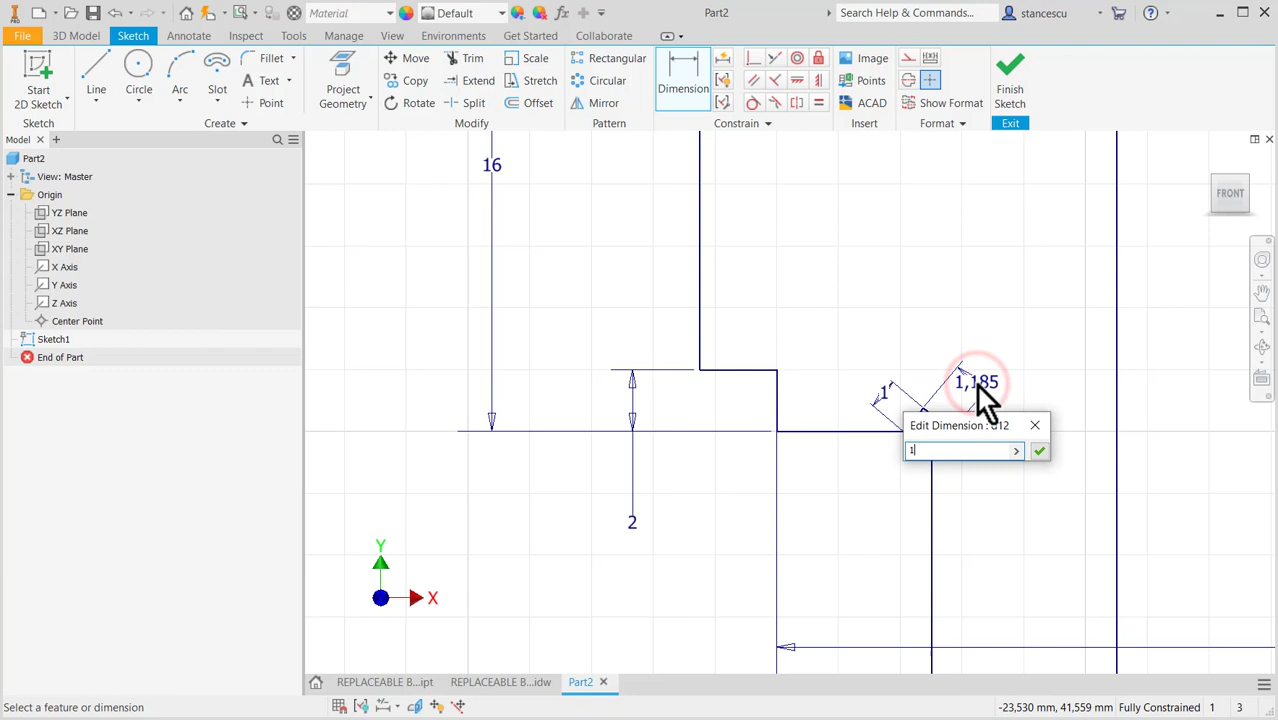 PRO
Material
Default
fx
Part2
Search Help & Commands...
stancescu
File
3D Model
Sketch
Annotate
Inspect
Tools
Manage
View
Environments
Get Started
Collaborate
Start
2D Sketch
Sketch
Line
Circle
Arc
Slot
Fillet
Text
Point
Create
Project
Geometry
Move
Copy
Rotate
Trim
Extend
Split
Scale
Stretch
Offset
Modify
Rectangular
Circular
Mirror
Pattern
Dimension
Constrain
Image
Points
ACAD
Insert
Show Format
Format
Finish
Sketch
Exit
Model
Part2
View: Master
Origin
YZ Plane
XZ Plane
XY Plane
X Axis
Y Axis
Z Axis
Center Point
Sketch1
End of Part
16
FRONT
1,185
1
Edit Dimension : 12
1
2
Y
X
REPLACEABLE B...ipt
REPLACEABLE B...idw
Part2
Select a feature or dimension
-23,530 mm, 41,559 mm
Fully Constrained
1
3